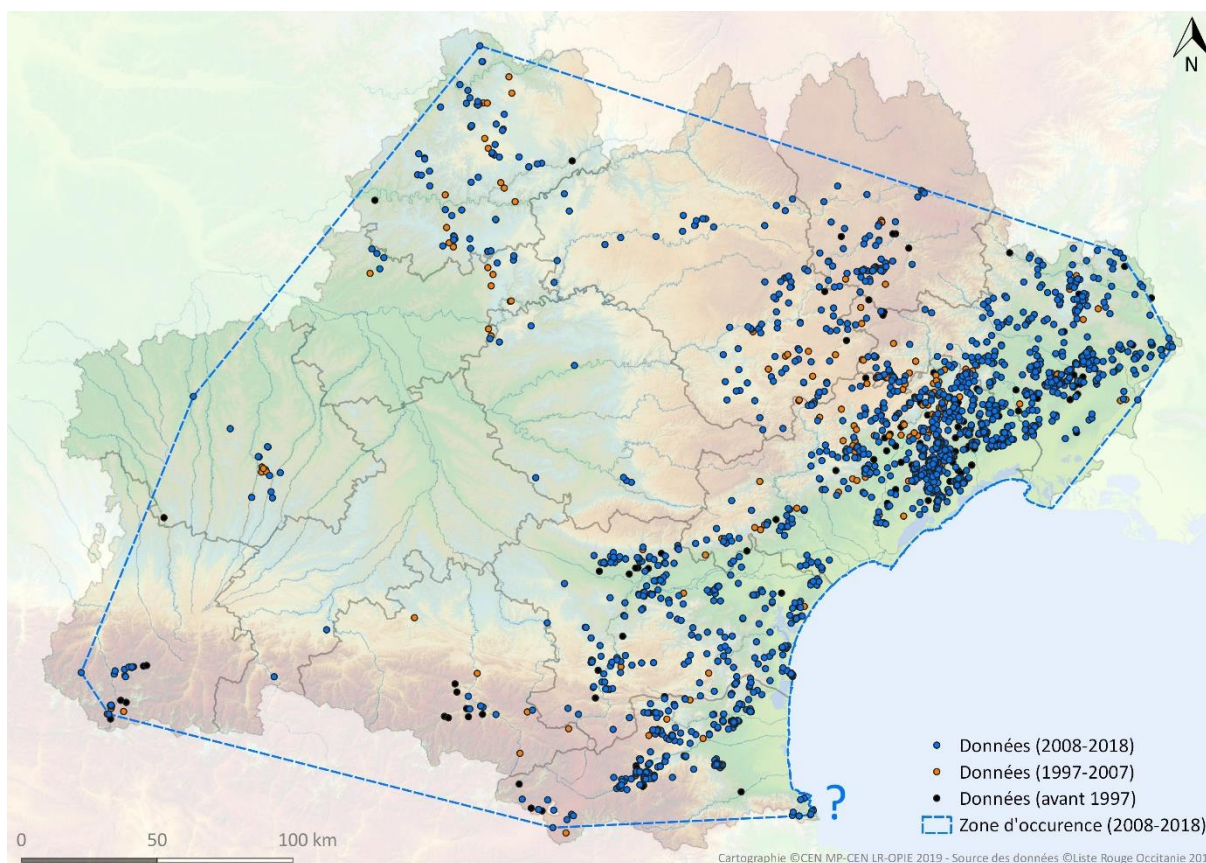 N
?
Données (2008-2018)
Données (1997-2007)
Données (avant 1997)
Zone d'occurence (2008-2018)
0 50 100 km
Cartographie ©CEN MP-CEN LR-OPIE 2019 - Source des données ©Liste Rouge Occitanie 201